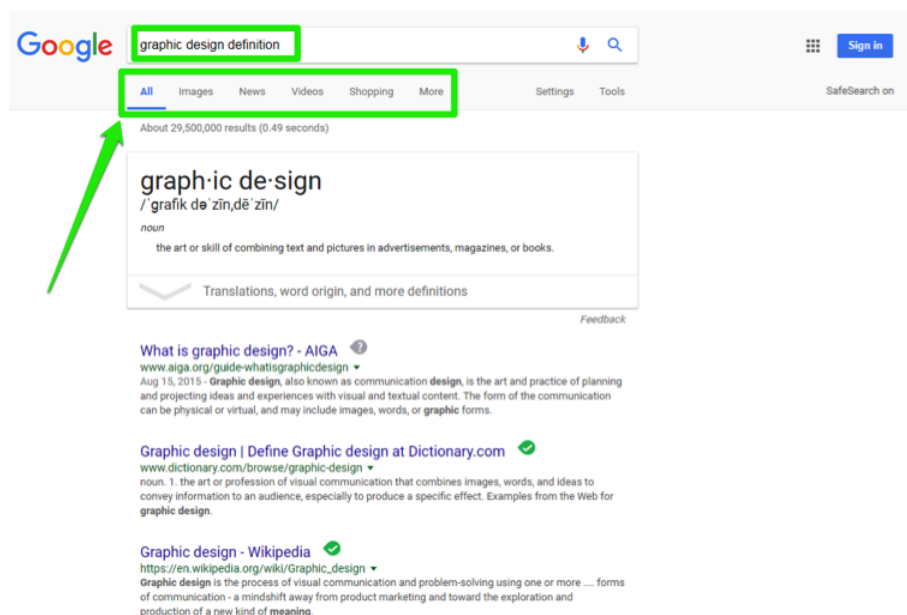 Google
graphic design definition
Sign in
All Images News Videos Shopping More Settings Tools
SafeSearch on
About 29,500,000 results (0.49 seconds)
graph·ic de·sign
/ˈɡrafik dəˈzīn,dēˈzīn/
noun
the art or skill of combining text and pictures in advertisements, magazines, or books.
Translations, word origin, and more definitions
Feedback
What is graphic design? - AIGA ?
www.aiga.org/guide-whatisgraphicdesign
Aug 15, 2015 - Graphic design, also known as communication design, is the art and practice of planning
and projecting ideas and experiences with visual and textual content. The form of the communication
can be physical or virtual, and may include images, words, or graphic forms.
Graphic design | Define Graphic design at Dictionary.com
www.dictionary.com/browse/graphic-design
noun. 1. the art or profession of visual communication that combines images, words, and ideas to
convey information to an audience, especially to produce a specific effect. Examples from the Web for
graphic design.
Graphic design - Wikipedia
https://en.wikipedia.org/wiki/Graphic_design
Graphic design is the process of visual communication and problem-solving using one or more .... forms
of communication - a mindshift away from product marketing and toward the exploration and
production of a new kind of meaning.